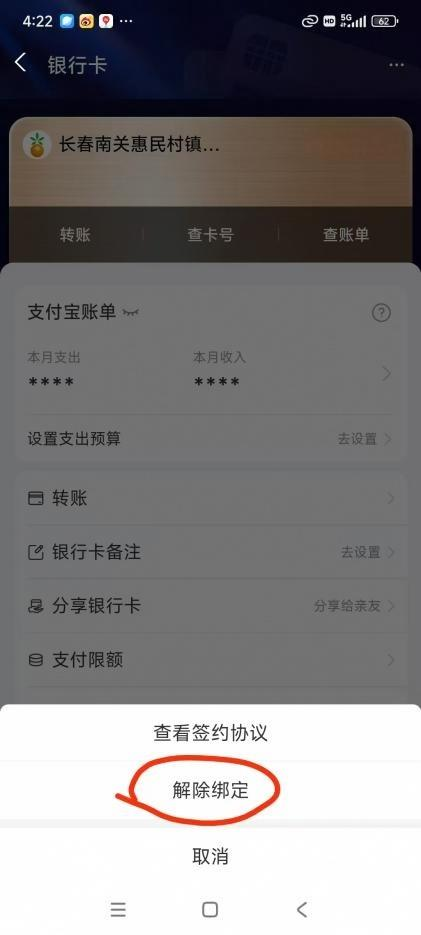 4:22 HD 5G 62
银行卡
长春南关惠民村镇...
转账 查卡号 查账单
支付宝账单
本月支出 本月收入
**** ****
设置支出预算 去设置
转账
银行卡备注 去设置
分享银行卡 分享给亲友
支付限额
查看签约协议
解除绑定
取消